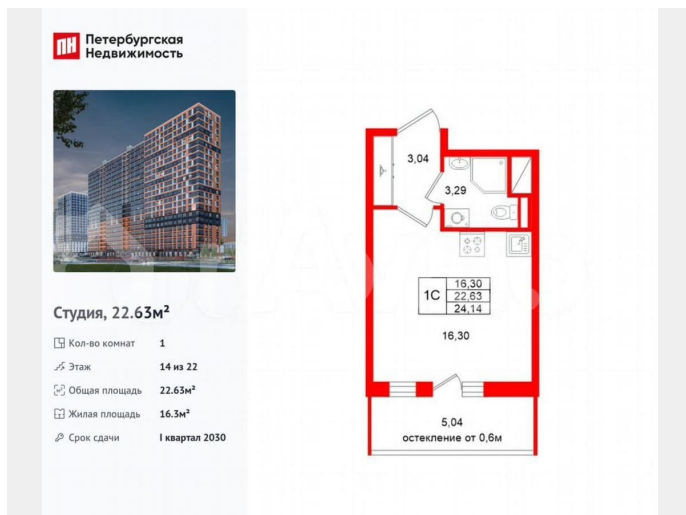 ПН Петербургская
Недвижимость
Студия, 22.63м²
Кол-во комнат 1
Этаж 14 из 22
Общая площадь 22.63м²
Жилая площадь 16.3м²
Срок сдачи I квартал 2030
3,04
3,29
1С
16,30
22,63
24,14
16,30
5,04
остекление от 0,6м